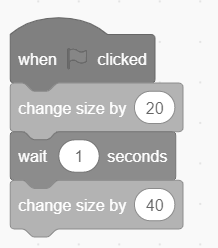 when clicked
change size by 20
wait 1 seconds
change size by 40